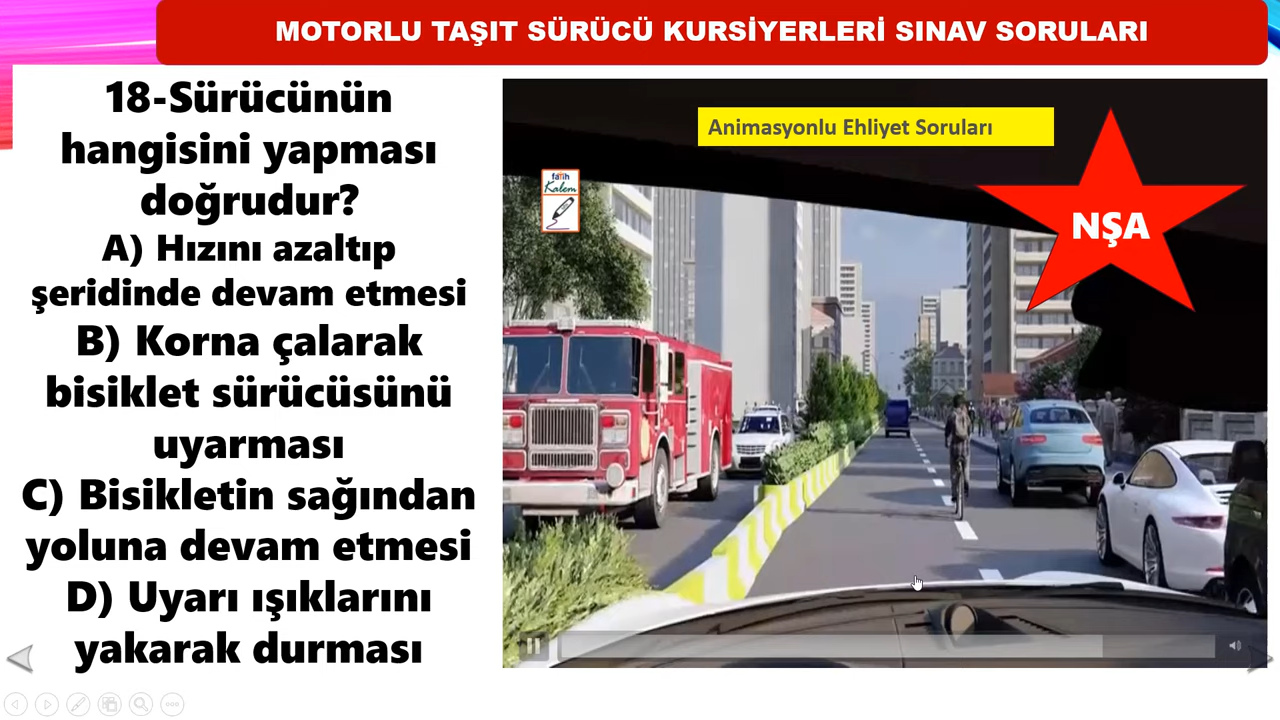 MOTORLU TAŞIT SÜRÜCÜ KURSİYERLERİ SINAV SORULARI
18-Sürücünün
hangisini yapması
doğrudur?
A) Hızını azaltıp
şeridinde devam etmesi
B) Korna çalarak
bisiklet sürücüsünü
uyarması
C) Bisikletin sağından
yoluna devam etmesi
D) Uyarı ışıklarını
yakarak durması
Animasyonlu Ehliyet Soruları
fatih
Kalem
NŞA